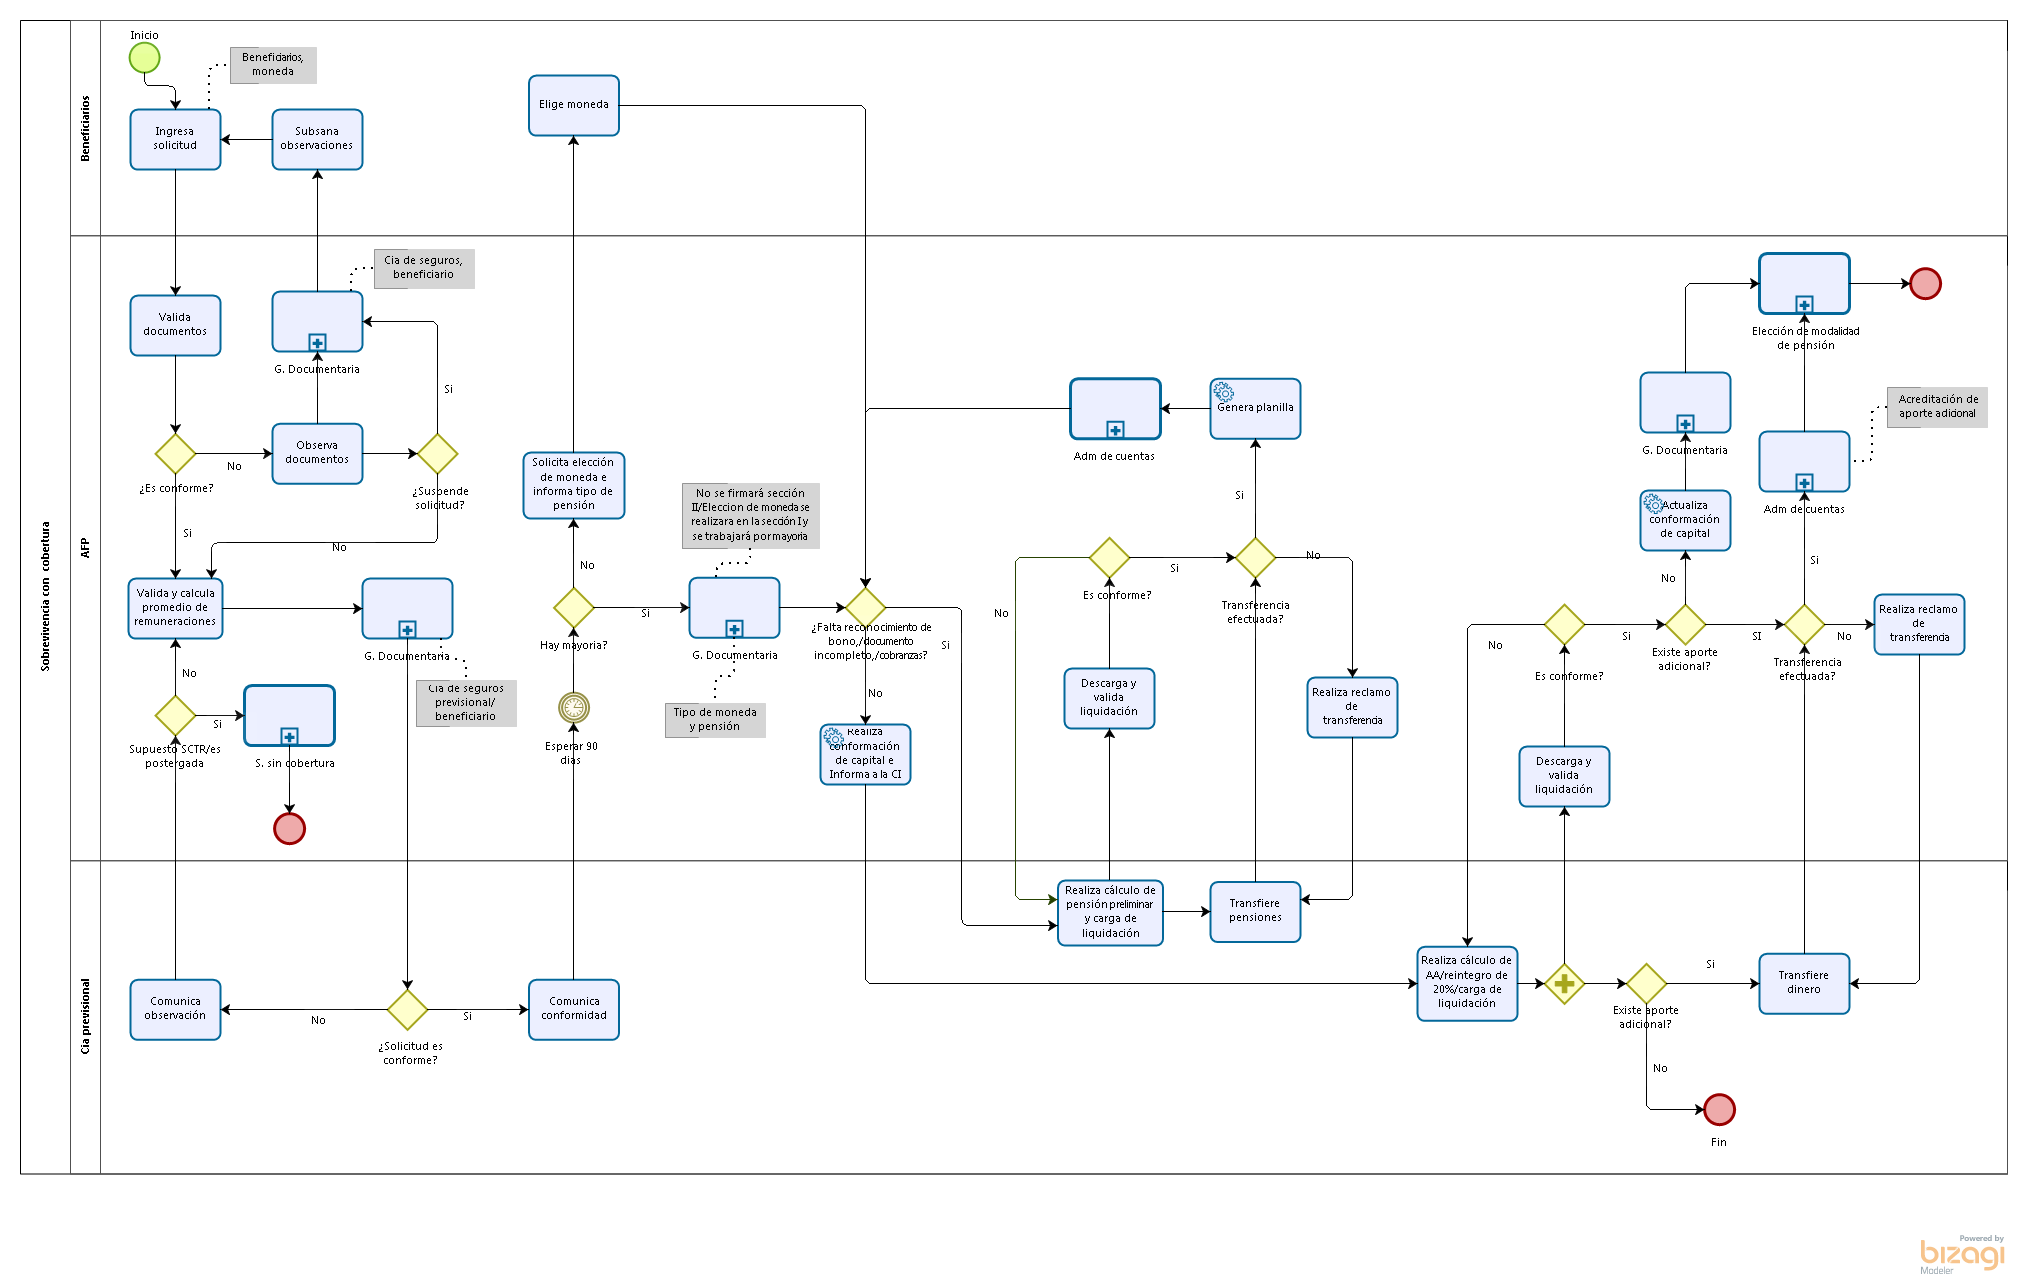 Sobrevivencia con cobertura
Beneficiarios
Inicio
Beneficiarios,
moneda
Ingresa
solicitud
Subsana
observaciones
Elige moneda
AFP
Cia de seguros,
beneficiario
Valida
documentos
G. Documentaria
Si
¿Es conforme?
No
Observa
documentos
¿Suspende
solicitud?
Si
No
Valida y calcula
promedio de
remuneraciones
G. Documentaria
Cia de seguros
previsional/
beneficiario
No
Supuesto SCTR/es
postergada
Si
S. sin cobertura
Solicita elección
de moneda e
informa tipo de
pensión
No
Hay mayoria?
Si
Esperar 90
dias
No se firmará sección
II/Eleccion de moneda se
realizara en la sección I y
se trabajará por mayoria
G. Documentaria
Tipo de moneda
y pensión
¿Falta reconocimiento de
bono,/documento
incompleto,/cobranzas?
Si
No
Realiza
conformación
de capital e
Informa a la CI
Adm de cuentas
Genera planilla
Si
No
Es conforme?
Si
No
Transferencia
efectuada?
Descarga y
valida
liquidación
Realiza reclamo
de
transferencia
Elección de modalidad
de pensión
G. Documentaria
Acreditación de
aporte adicional
Adm de cuentas
Actualiza
conformación
de capital
No
Si
Es conforme?
No
Si
Existe aporte
adicional?
SI
Transferencia
efectuada?
No
Realiza reclamo
de
transferencia
Descarga y
valida
liquidación
Cia previsional
Comunica
observación
No
¿Solicitud es
conforme?
Si
Comunica
conformidad
Realiza cálculo de
pensión preliminar
y carga de
liquidación
Transfiere
pensiones
Realiza cálculo de
AA/reintegro de
20%/carga de
liquidación
Existe aporte
adicional?
Si
Transfiere
dinero
No
Fin
Powered by
bizagi
Modeler